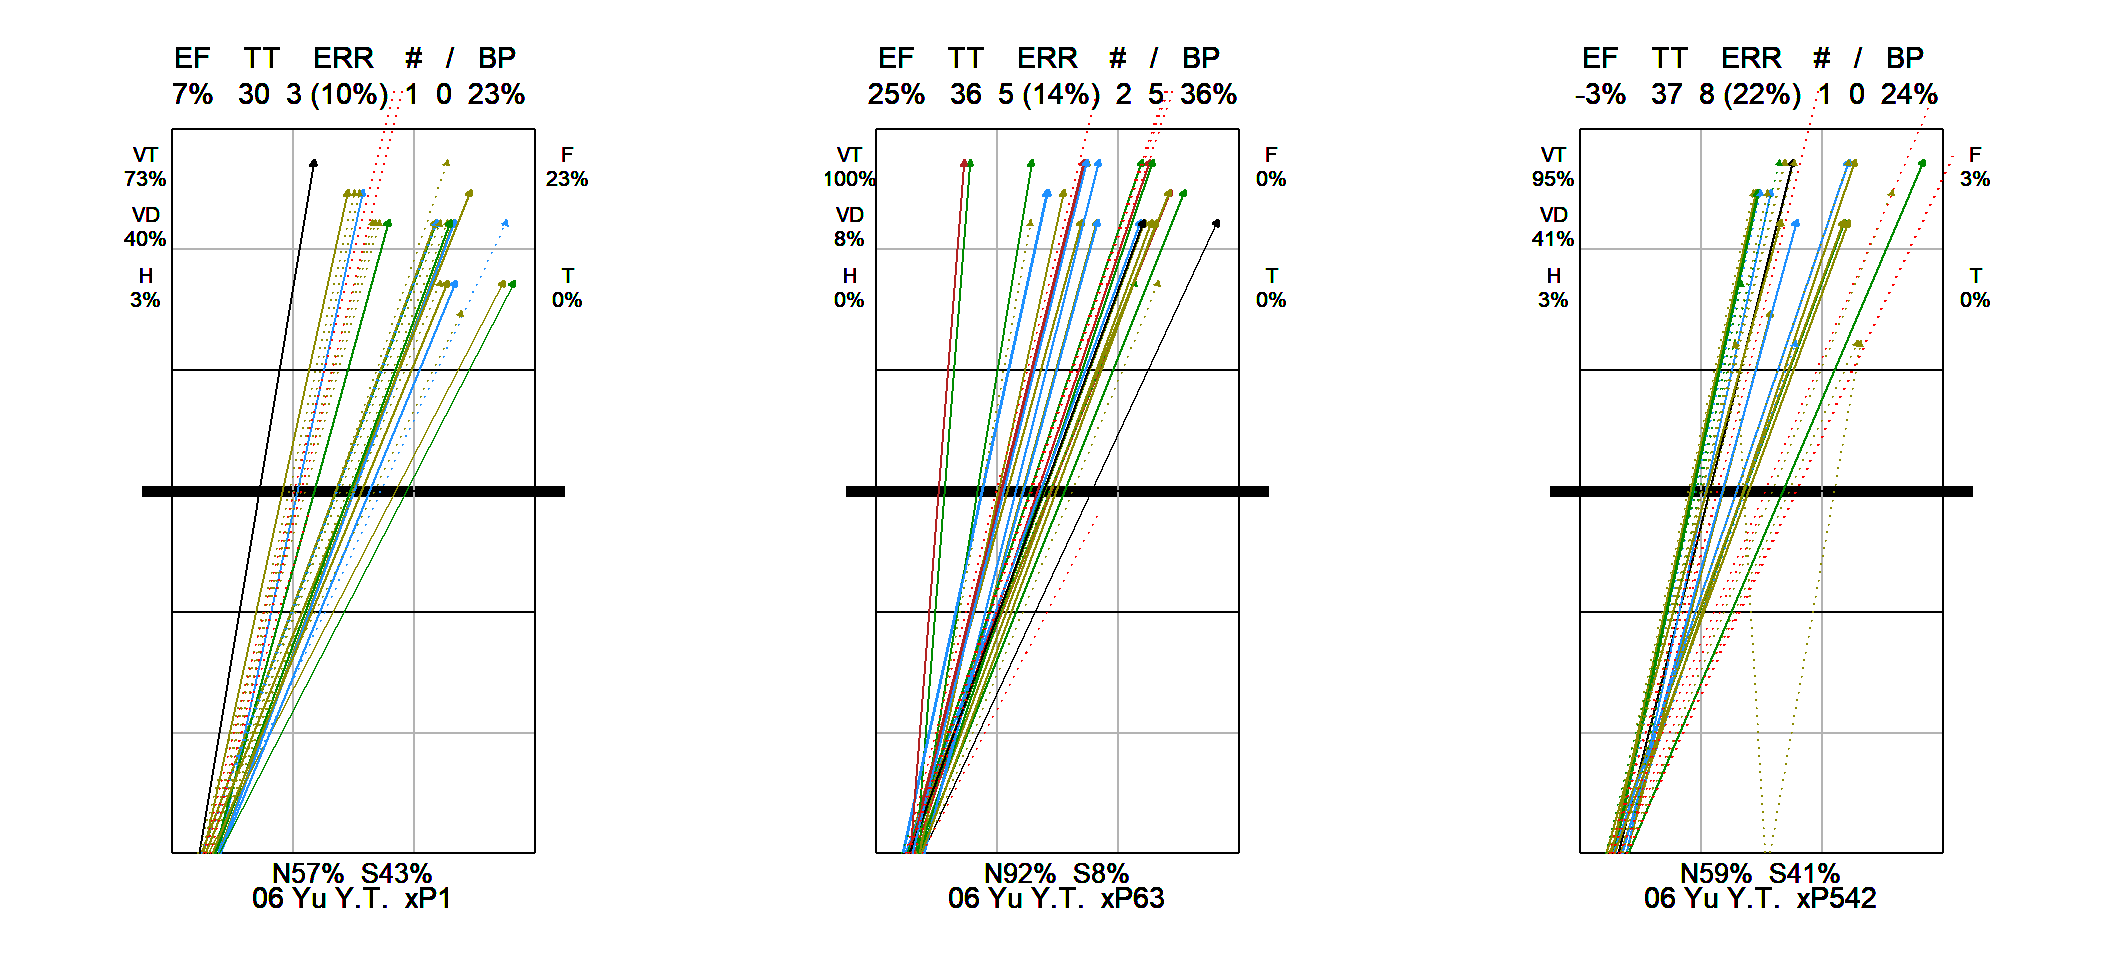 EF TT ERR # / BP
7% 30 3 (10%) 1 0 23%
VT
73%
F
23%
VD
40%
H
3%
T
0%
N57% S43%
06 Yu Y.T. xP1
EF TT ERR # / BP
25% 36 5 (14%) 2 5 36%
VT
100%
F
0%
VD
8%
H
0%
T
0%
N92% S8%
06 Yu Y.T. xP63
EF TT ERR # / BP
-3% 37 8 (22%) 1 0 24%
VT
95%
F
3%
VD
41%
H
3%
T
0%
N59% S41%
06 Yu Y.T. xP542